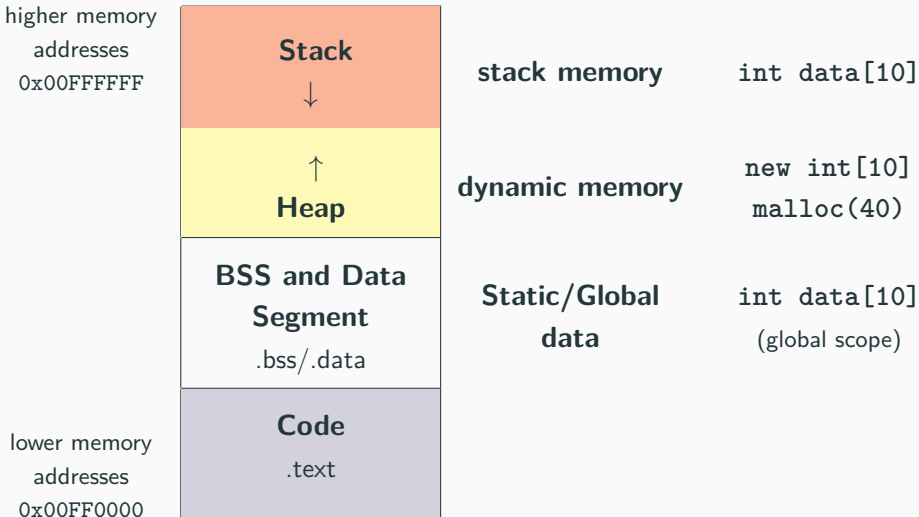 higher memory
addresses
0x00FFFFFF
Stack
↓
stack memory
int data[10]
↑
Heap
dynamic memory
new int[10]
malloc(40)
BSS and Data
Segment
.bss/.data
Static/Global
data
int data[10]
(global scope)
Code
.text
lower memory
addresses
0x00FF0000